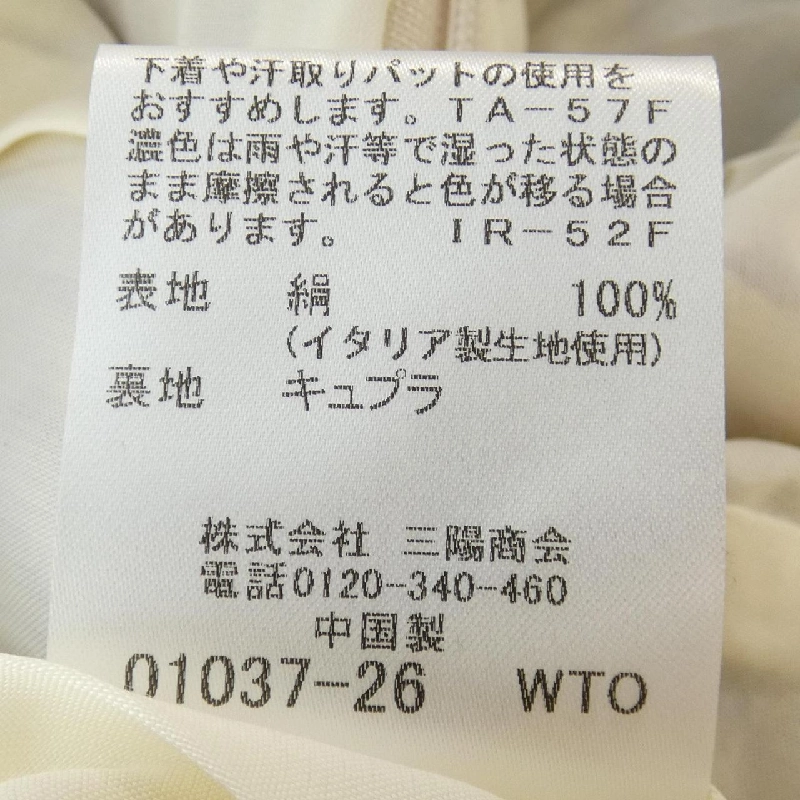 下着や汗取りパットの使用を
おすすめします。ＴＡ－５７Ｆ
濃色は雨や汗等で湿った状態の
まま摩擦されると色が移る場合
があります。　　ＩＲ－５２Ｆ
表地　絹　100%
(イタリア製生地使用)
裏地　キュプラ
株式会社　三陽商会
電話0120-340-460
中国製
01037-26　WTO